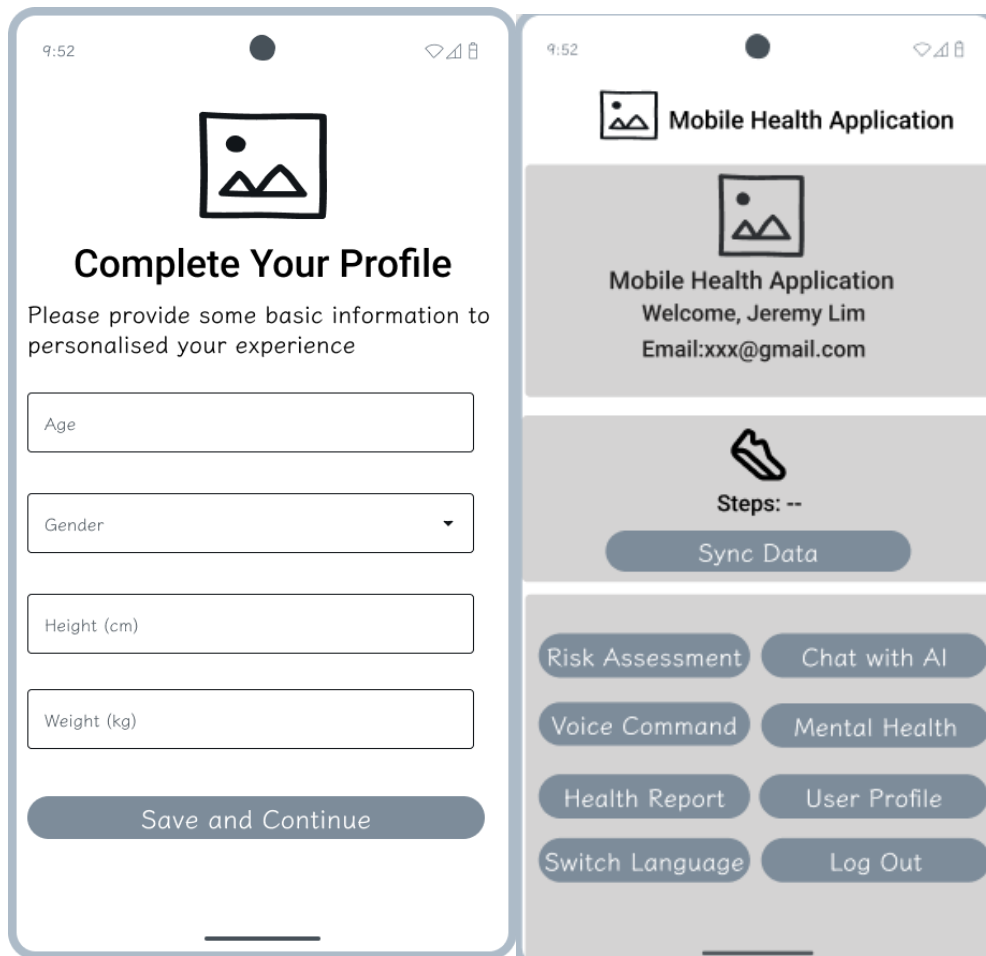 9:52
Complete Your Profile
Please provide some basic information to
personalised your experience
Age
Gender
Height (cm)
Weight (kg)
Save and Continue
9:52
Mobile Health Application
Mobile Health Application
Welcome, Jeremy Lim
Email:xxx@gmail.com
Steps: --
Sync Data
Risk Assessment
Chat with AI
Voice Command
Mental Health
Health Report
User Profile
Switch Language
Log Out